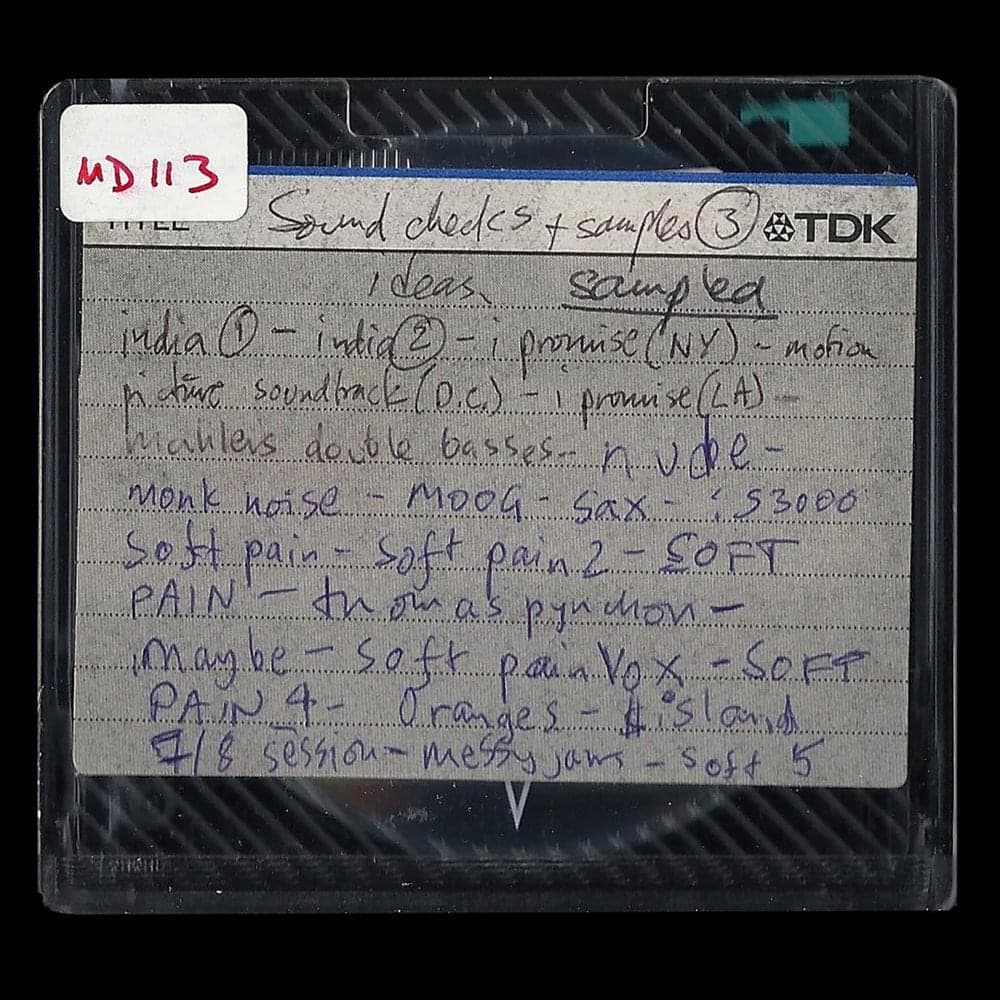 MD 113
TITLE Sound checks + samples ③ TDK
ideas sampled
india ① - india ② - i promise (NY) - motion
picture soundtrack (D.C.) - i promise (LA) -
mahlers double basses - nude -
monk noise - MOOG - Sax - : S3000
Soft pain - Soft pain 2 - SOFT
PAIN - thomas pynchon -
maybe - soft pain Vox - SOFT
PAIN 4 - Oranges - island
7/8 session - messy jams - soft 5